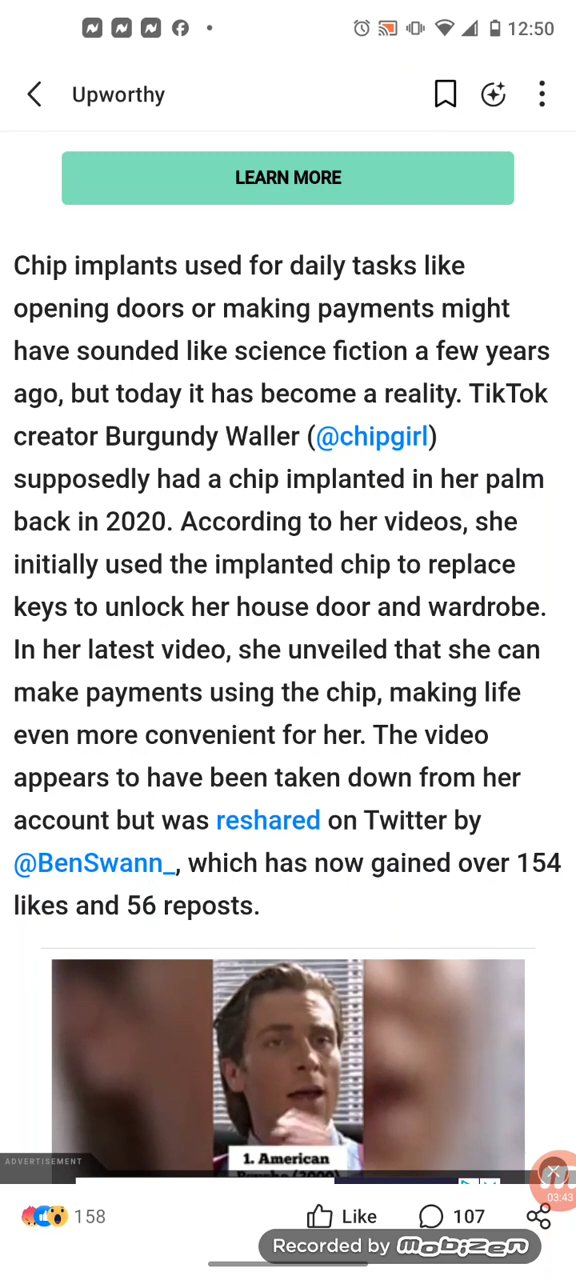 12:50
Upworthy
LEARN MORE
Chip implants used for daily tasks like
opening doors or making payments might
have sounded like science fiction a few years
ago, but today it has become a reality. TikTok
creator Burgundy Waller (@chipgirl)
supposedly had a chip implanted in her palm
back in 2020. According to her videos, she
initially used the implanted chip to replace
keys to unlock her house door and wardrobe.
In her latest video, she unveiled that she can
make payments using the chip, making life
even more convenient for her. The video
appears to have been taken down from her
account but was reshared on Twitter by
@BenSwann_, which has now gained over 154
likes and 56 reposts.
1. American
ADVERTISEMENT
03:43
158 Like 107
Recorded by mobizen